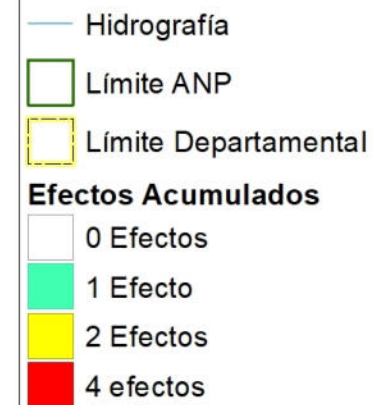 Hidrografía
Límite ANP
Límite Departamental
Efectos Acumulados
0 Efectos
1 Efecto
2 Efectos
4 efectos